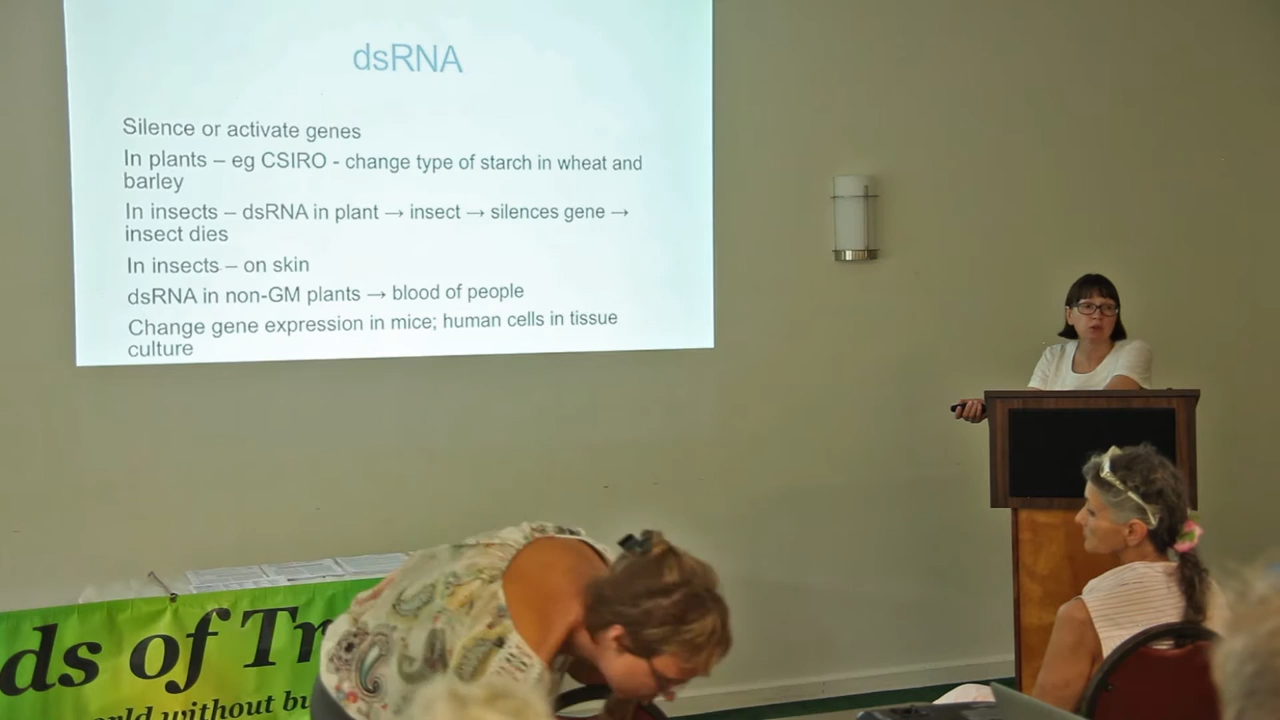 dsRNA
Silence or activate genes
In plants – eg CSIRO - change type of starch in wheat and
barley
In insects – dsRNA in plant → insect → silences gene →
insect dies
In insects – on skin
dsRNA in non-GM plants → blood of people
Change gene expression in mice; human cells in tissue
culture
ds of Tr
orld without bu